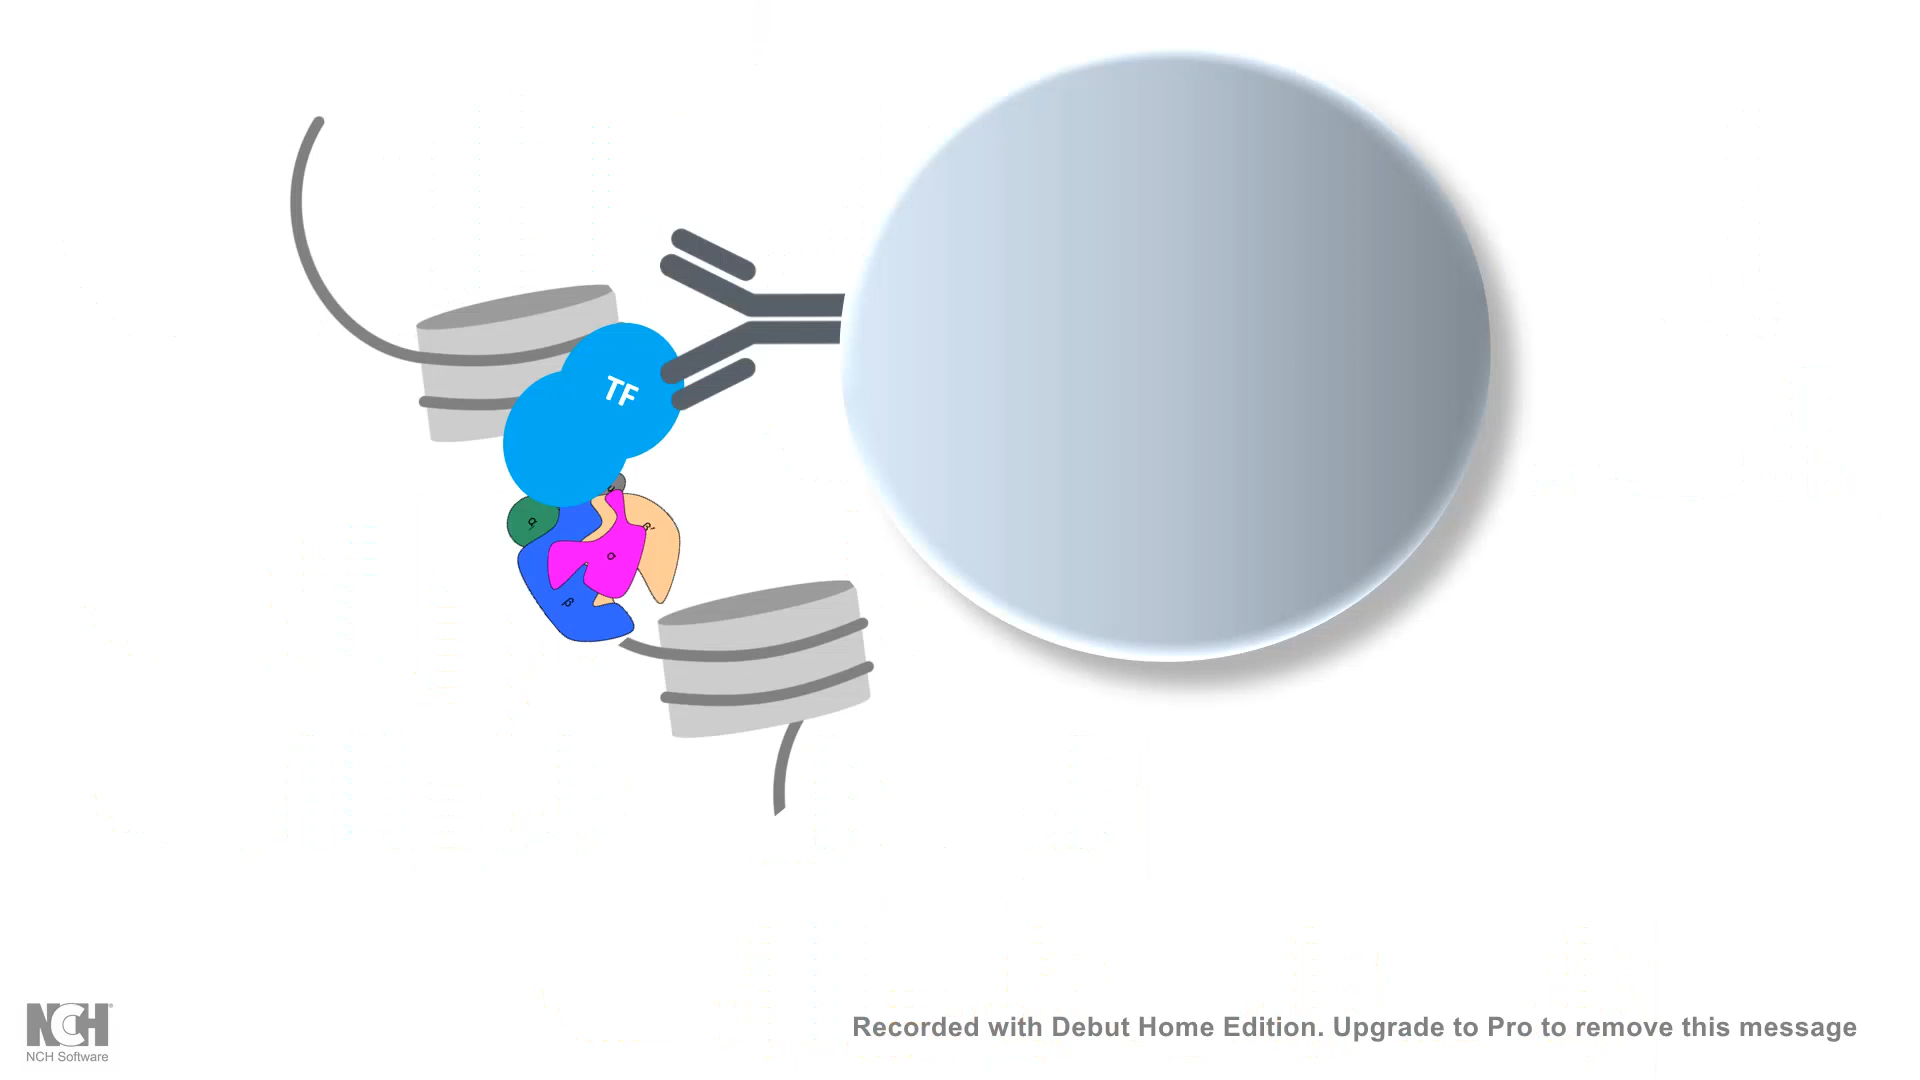 TF
α
β'
σ
β
NCH®
NCH Software
Recorded with Debut Home Edition. Upgrade to Pro to remove this message